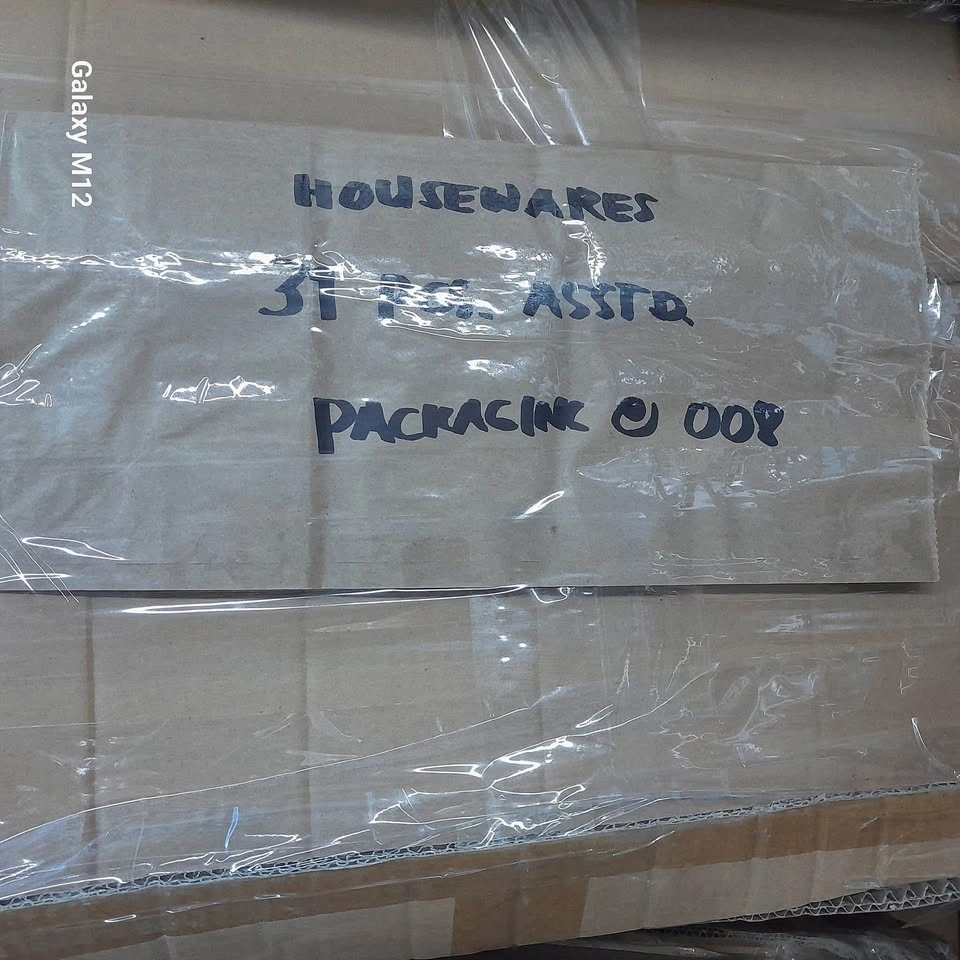 Galaxy M12
HOUSEWARES
31 PCS. ASSTD
PACKAGING @ 008